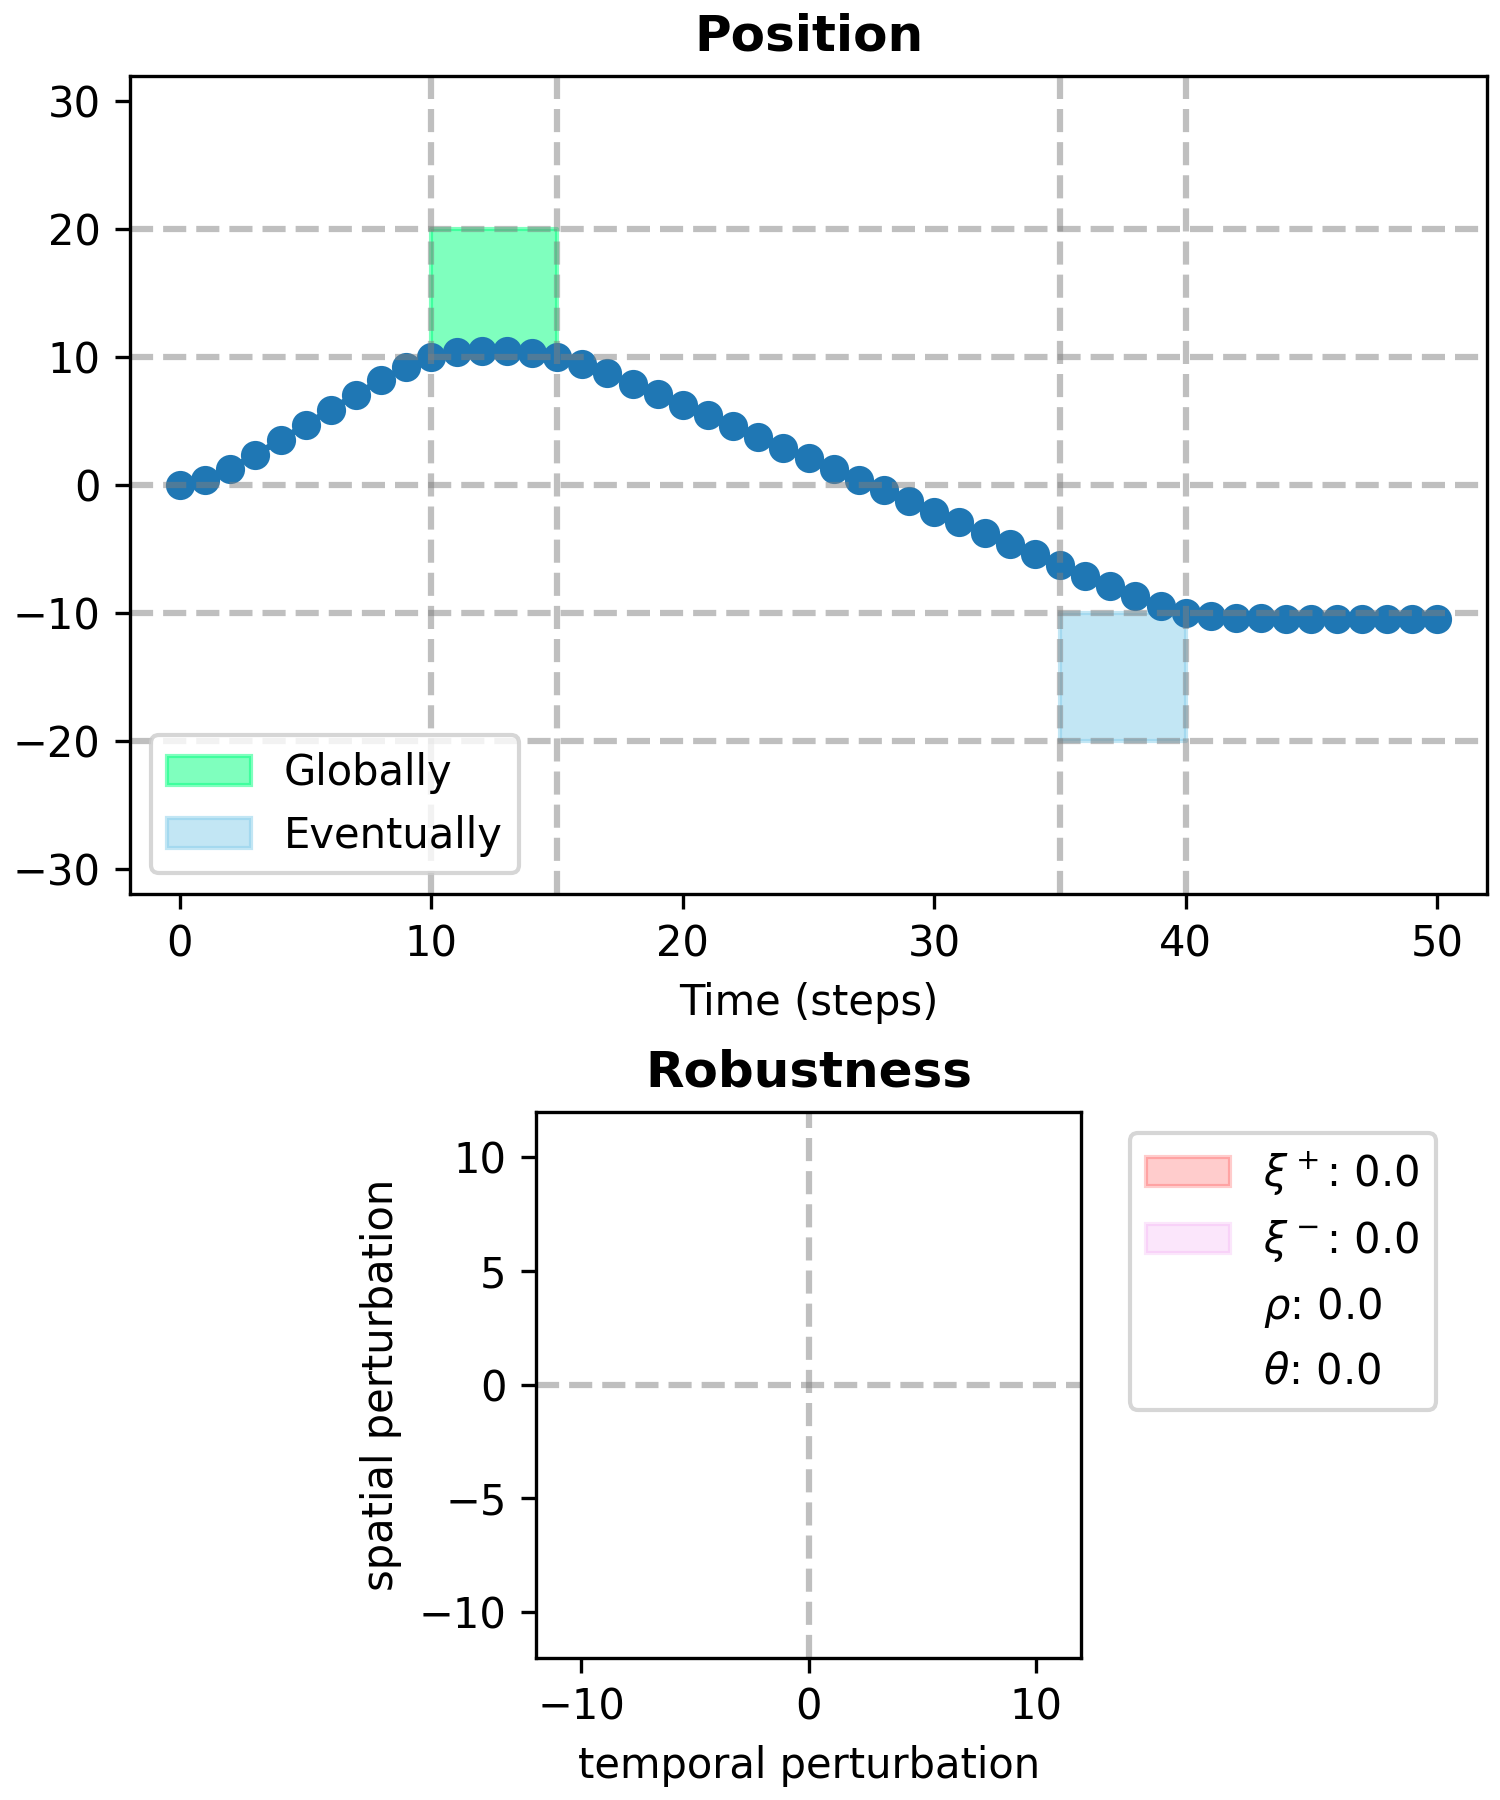 Position
30
20
10
0
−10
−20
−30
Globally
Eventually
0 10 20 30 40 50
Time (steps)
Robustness
spatial perturbation
10
5
0
−5
−10
ξ⁺: 0.0
ξ⁻: 0.0
ρ: 0.0
θ: 0.0
−10 0 10
temporal perturbation